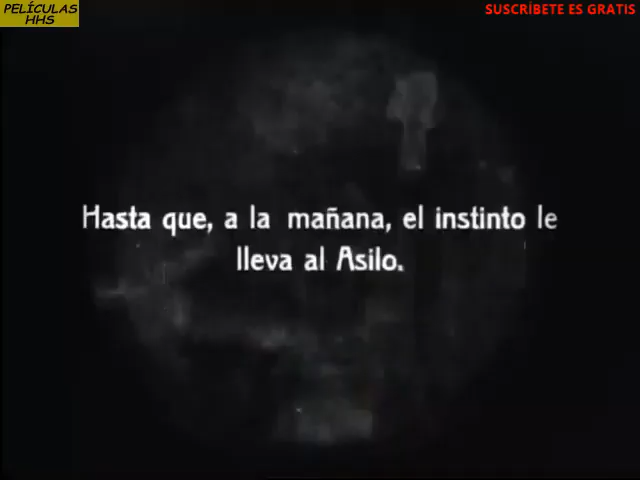 PELÍCULAS
HHS
SUSCRÍBETE ES GRATIS
Hasta que, a la mañana, el instinto le
lleva al Asilo.